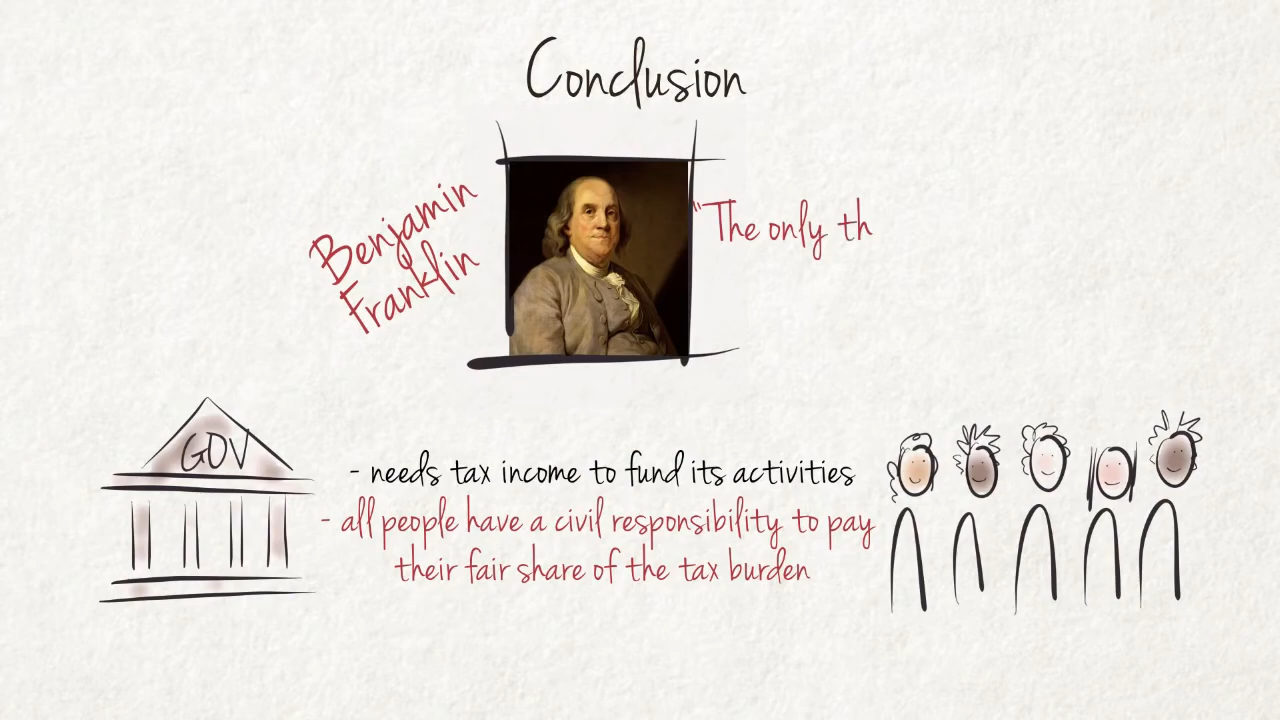 Conclusion
Benjamin
Franklin
"The only th
GOV
- needs tax income to fund its activities
- all people have a civil responsibility to pay
their fair share of the tax burden